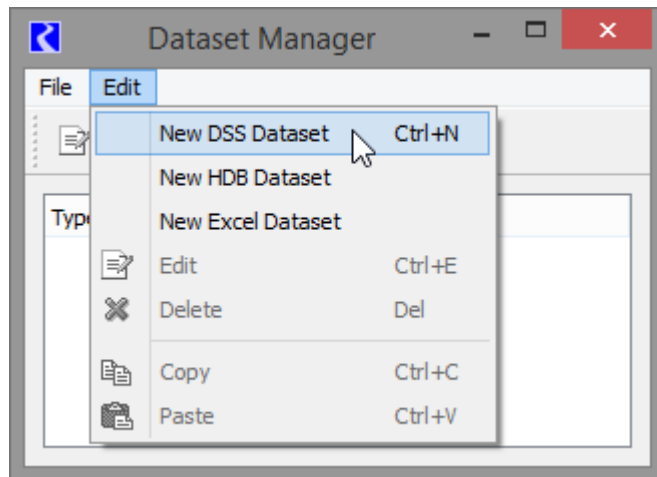 Dataset Manager
File Edit
New DSS Dataset Ctrl+N
New HDB Dataset
Type
New Excel Dataset
Edit Ctrl+E
Delete Del
Copy Ctrl+C
Paste Ctrl+V